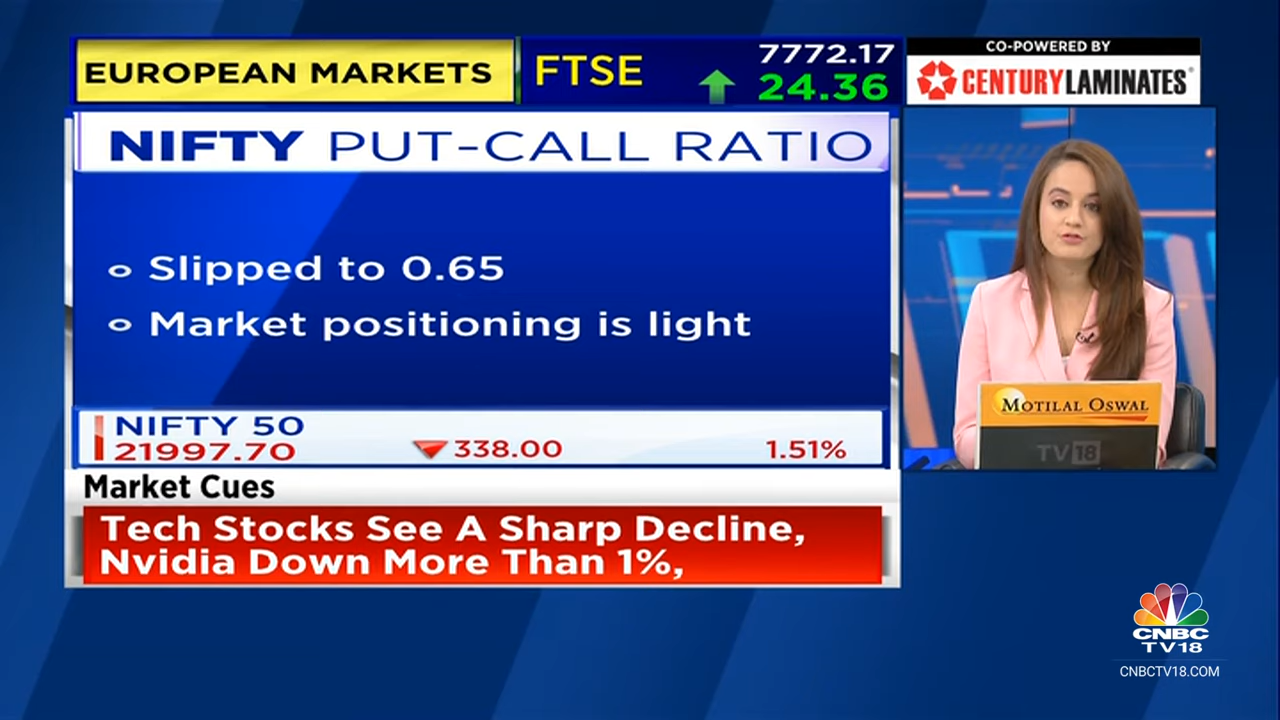 EUROPEAN MARKETS
FTSE
7772.17
24.36
CO-POWERED BY
CENTURYLAMINATES
NIFTY PUT-CALL RATIO
Slipped to 0.65
Market positioning is light
NIFTY 50
21997.70
338.00
1.51%
Market Cues
Tech Stocks See A Sharp Decline,
Nvidia Down More Than 1%,
MOTILAL OSWAL
TV18
CNBC
TV18
CNBCTV18.COM